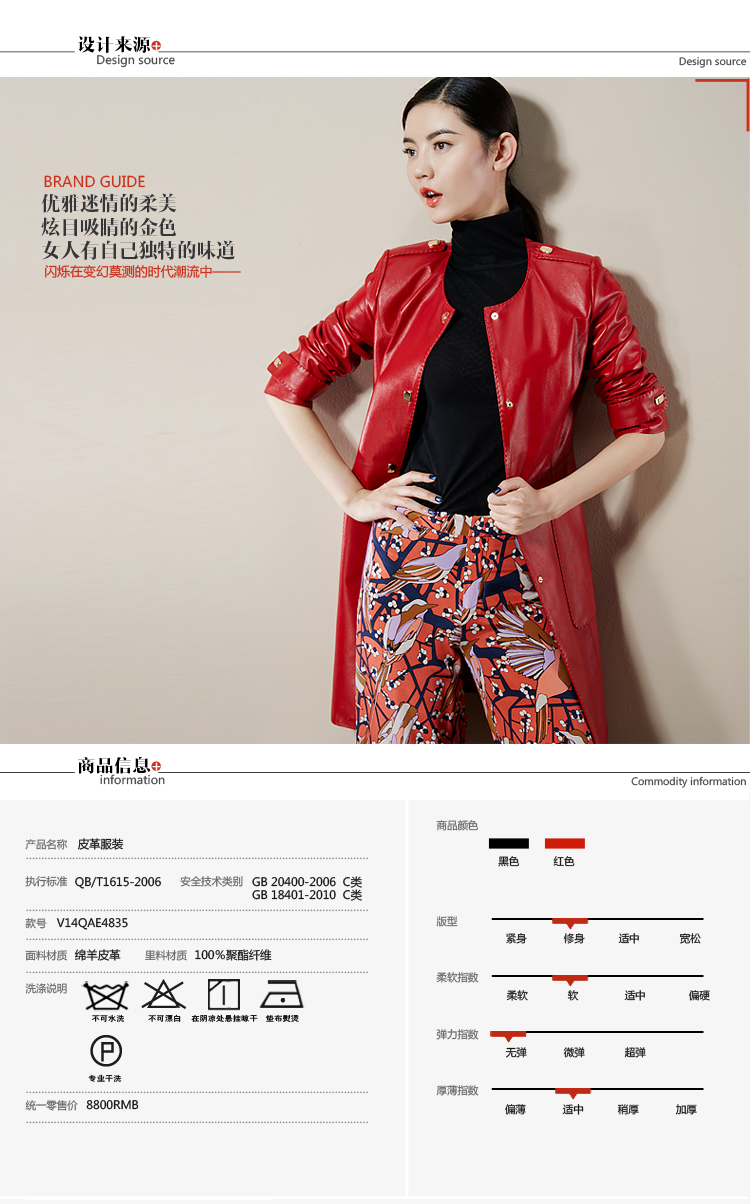 设计来源
Design source
Design source
BRAND GUIDE
优雅迷情的柔美
炫目吸睛的金色
女人有自己独特的味道
闪烁在变幻莫测的时代潮流中——
商品信息
information
Commodity information
产品名称 皮革服装
执行标准 QB/T1615-2006 安全技术类别 GB 20400-2006 C类
GB 18401-2010 C类
款号 V14QAE4835
面料材质 绵羊皮革 里料材质 100%聚酯纤维
洗涤说明
不可水洗 不可漂白 在阴凉处悬挂晾干 垫布熨烫
P
专业干洗
统一零售价 8800RMB
商品颜色
黑色 红色
版型
紧身 修身 适中 宽松
柔软指数
柔软 软 适中 偏硬
弹力指数
无弹 微弹 超弹
厚薄指数
偏薄 适中 稍厚 加厚